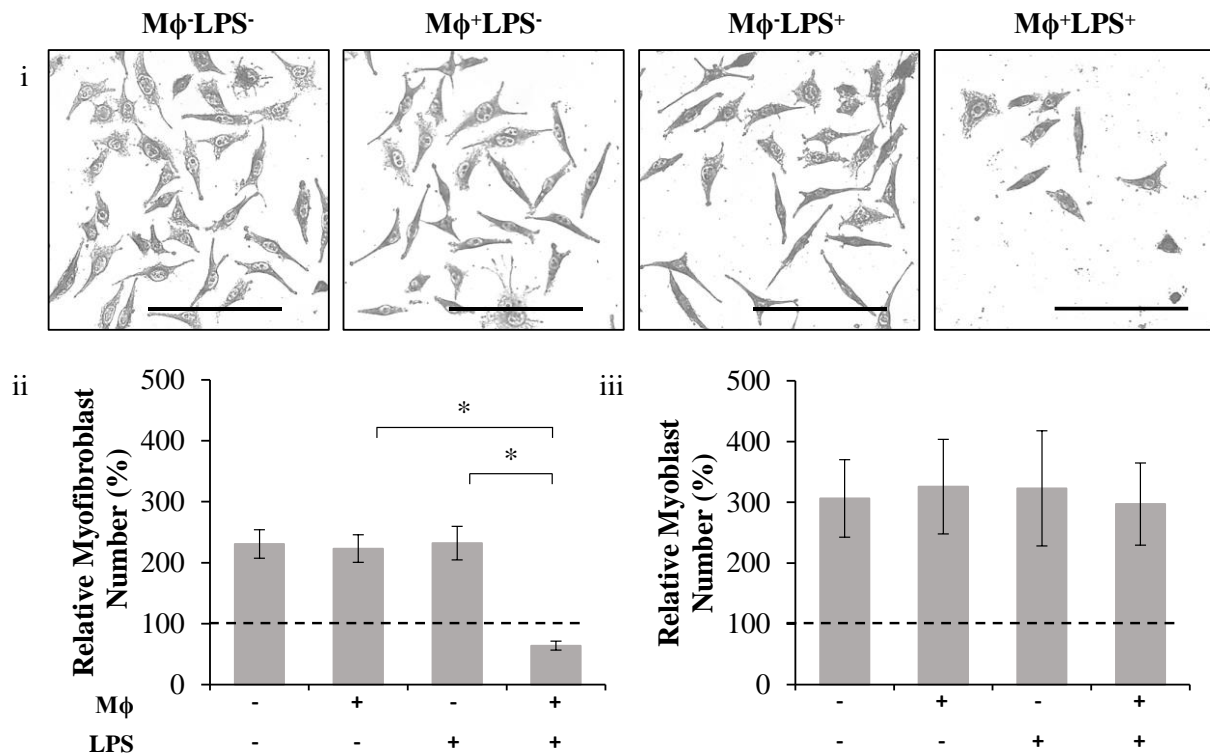 Mϕ⁻LPS⁻ Mϕ⁺LPS⁻ Mϕ⁻LPS⁺ Mϕ⁺LPS⁺
i
ii
Relative Myofibroblast
Number (%)
500
400
300
200
100
0
*
*
Mϕ - + - +
LPS - - + +
iii
Relative Myoblast
Number (%)
500
400
300
200
100
0
- + - +
- - + +